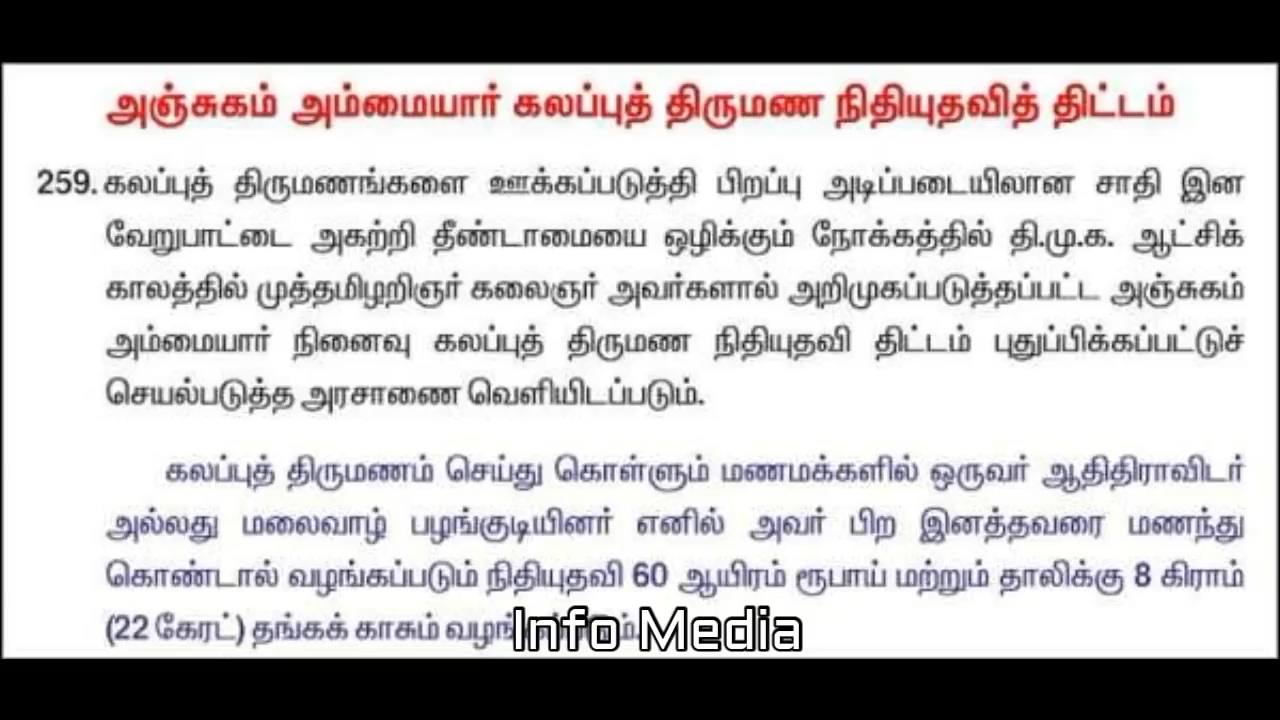 அஞ்சுகம் அம்மையார் கலப்புத் திருமண நிதியுதவித் திட்டம்
259. கலப்புத் திருமணங்களை ஊக்கப்படுத்தி பிறப்பு அடிப்படையிலான சாதி இன
வேறுபாட்டை அகற்றி தீண்டாமையை ஒழிக்கும் நோக்கத்தில் தி.மு.க. ஆட்சிக்
காலத்தில் முத்தமிழறிஞர் கலைஞர் அவர்களால் அறிமுகப்படுத்தப்பட்ட அஞ்சுகம்
அம்மையார் நினைவு கலப்புத் திருமண நிதியுதவி திட்டம் புதுப்பிக்கப்பட்டுச்
செயல்படுத்த அரசாணை வெளியிடப்படும்.
கலப்புத் திருமணம் செய்து கொள்ளும் மணமக்களில் ஒருவர் ஆதிதிராவிடர்
அல்லது மலைவாழ் பழங்குடியினர் எனில் அவர் பிற இனத்தவரை மணந்து
கொண்டால் வழங்கப்படும் நிதியுதவி 60 ஆயிரம் ரூபாய் மற்றும் தாலிக்கு 8 கிராம்
(22 கேரட்) தங்கக் காசும்
Info Media